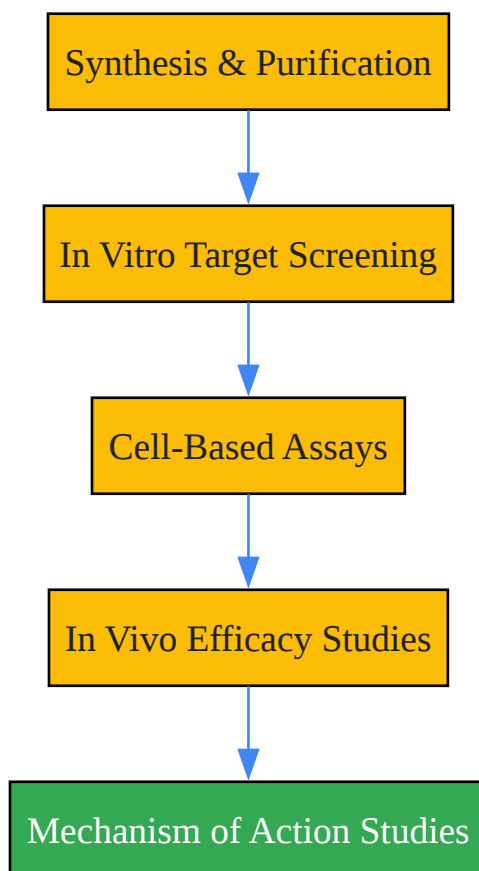 Synthesis & Purification
In Vitro Target Screening
Cell-Based Assays
In Vivo Efficacy Studies
Mechanism of Action Studies